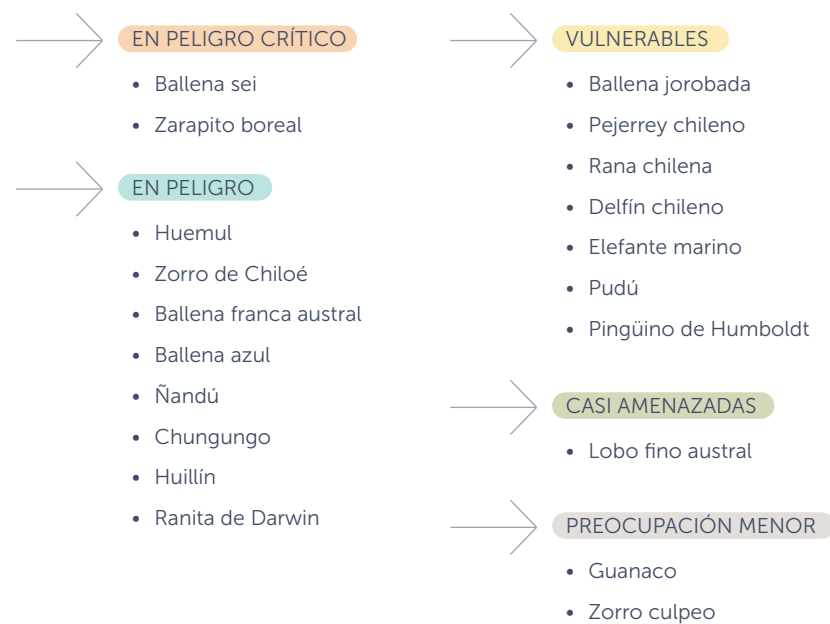 EN PELIGRO CRÍTICO
• Ballena sei
• Zarapito boreal
EN PELIGRO
• Huemul
• Zorro de Chiloé
• Ballena franca austral
• Ballena azul
• Ñandú
• Chungungo
• Huillín
• Ranita de Darwin
VULNERABLES
• Ballena jorobada
• Pejerrey chileno
• Rana chilena
• Delfín chileno
• Elefante marino
• Pudú
• Pingüino de Humboldt
CASI AMENAZADAS
• Lobo fino austral
PREOCUPACIÓN MENOR
• Guanaco
• Zorro culpeo